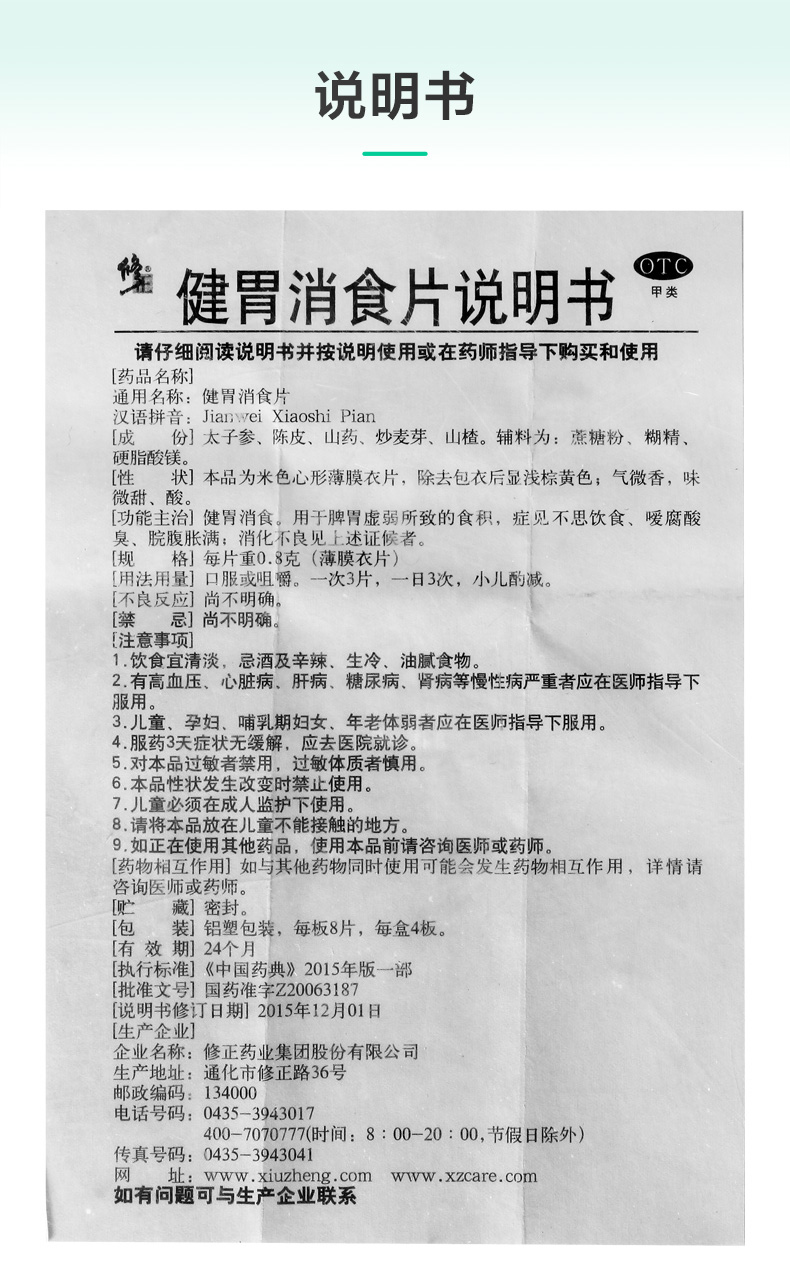 说明书
修正®
OTC
甲类
健胃消食片说明书
请仔细阅读说明书并按说明使用或在药师指导下购买和使用
[药品名称]
通用名称：健胃消食片
汉语拼音：Jianwei Xiaoshi Pian
[成　　份] 太子参、陈皮、山药、炒麦芽、山楂。辅料为：蔗糖粉、糊精、
硬脂酸镁。
[性　　状] 本品为米色心形薄膜衣片，除去包衣后显浅棕黄色；气微香，味
微甜、酸。
[功能主治] 健胃消食。用于脾胃虚弱所致的食积，症见不思饮食、嗳腐酸
臭、脘腹胀满；消化不良见上述证候者。
[规　　格] 每片重0.8克（薄膜衣片）
[用法用量] 口服或咀嚼。一次3片，一日3次，小儿酌减。
[不良反应] 尚不明确。
[禁　　忌] 尚不明确。
[注意事项]
1.饮食宜清淡，忌酒及辛辣、生冷、油腻食物。
2.有高血压、心脏病、肝病、糖尿病、肾病等慢性病严重者应在医师指导下
服用。
3.儿童、孕妇、哺乳期妇女、年老体弱者应在医师指导下服用。
4.服药3天症状无缓解，应去医院就诊。
5.对本品过敏者禁用，过敏体质者慎用。
6.本品性状发生改变时禁止使用。
7.儿童必须在成人监护下使用。
8.请将本品放在儿童不能接触的地方。
9.如正在使用其他药品，使用本品前请咨询医师或药师。
[药物相互作用] 如与其他药物同时使用可能会发生药物相互作用，详情请
咨询医师或药师。
[贮　　藏] 密封。
[包　　装] 铝塑包装，每板8片，每盒4板。
[有 效 期] 24个月
[执行标准]《中国药典》2015年版一部
[批准文号] 国药准字Z20063187
[说明书修订日期] 2015年12月01日
[生产企业]
企业名称：修正药业集团股份有限公司
生产地址：通化市修正路36号
邮政编码：134000
电话号码：0435-3943017
400-7070777(时间：8：00-20：00,节假日除外)
传真号码：0435-3943041
网　　址：www.xiuzheng.com www.xzcare.com
如有问题可与生产企业联系